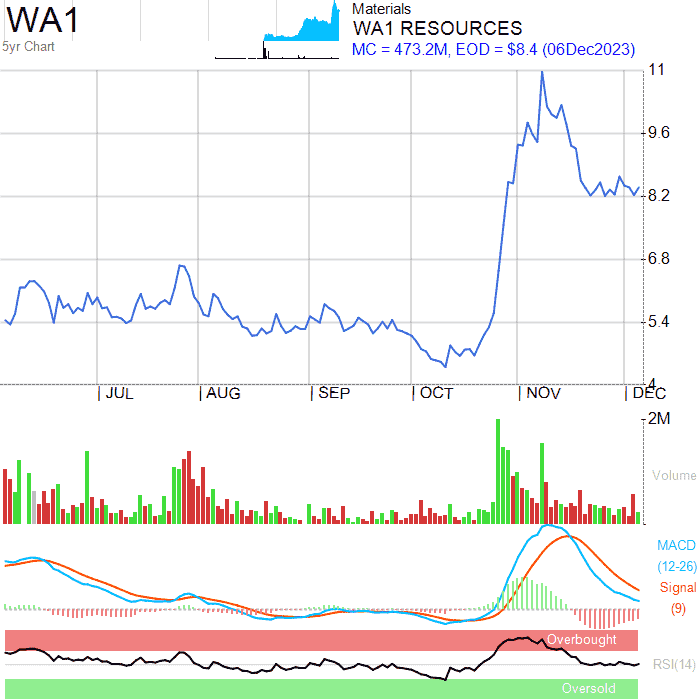 WA1
5yr Chart
Materials
WA1 RESOURCES
MC = 473.2M, EOD = $8.4 (06Dec2023)
11
9.6
8.2
6.8
5.4
4
JUL AUG SEP OCT NOV DEC
2M
Volume
MACD
(12-26)
Signal
(9)
Overbought
RSI(14)
Oversold